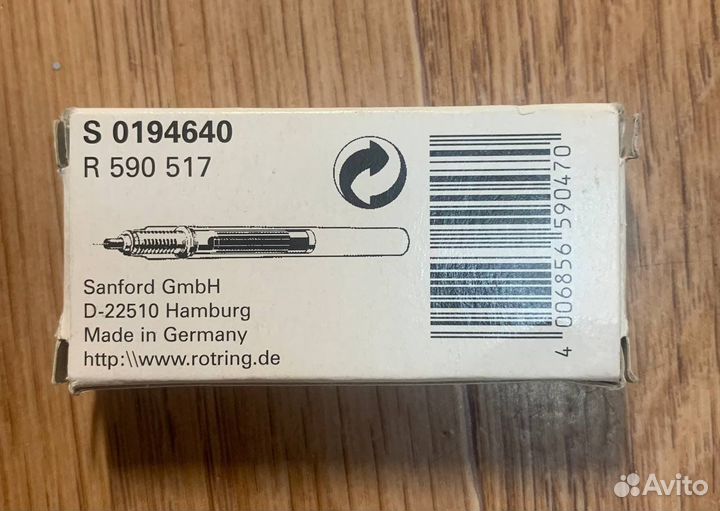 S 0194640
R 590 517
Sanford GmbH
D-22510 Hamburg
Made in Germany
http:\\www.rotring.de
4 006856 590470
Avito